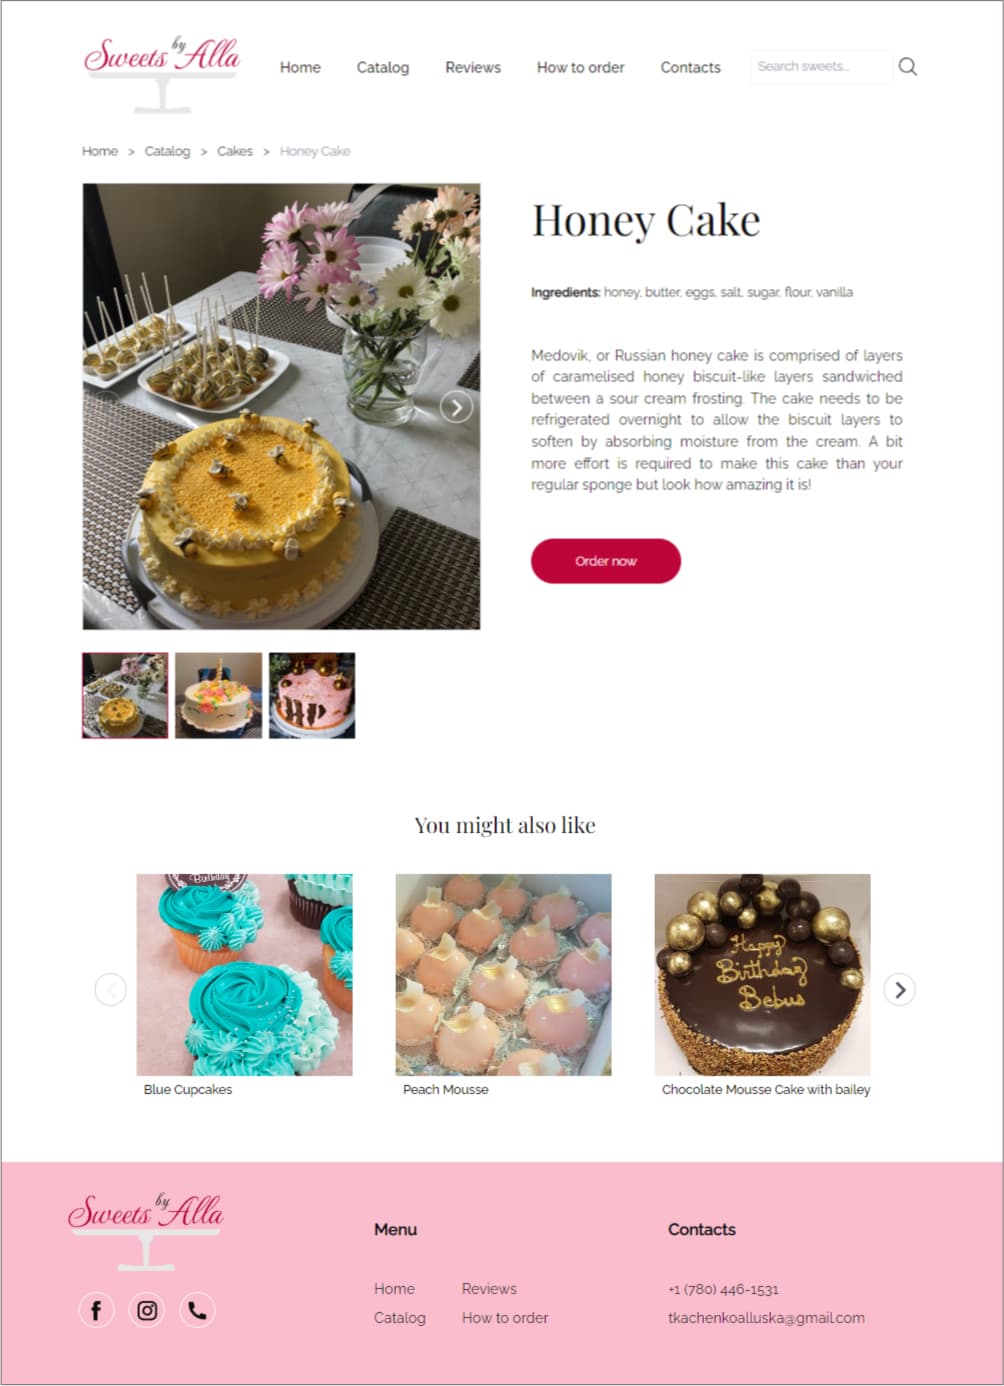 Sweets by Alla
Home Catalog Reviews How to order Contacts Search sweets...
Home > Catalog > Cakes > Honey Cake
Honey Cake
Ingredients: honey, butter, eggs, salt, sugar, flour, vanilla
Medovik, or Russian honey cake is comprised of layers
of caramelised honey biscuit-like layers sandwiched
between a sour cream frosting. The cake needs to be
refrigerated overnight to allow the biscuit layers to
soften by absorbing moisture from the cream. A bit
more effort is required to make this cake than your
regular sponge but look how amazing it is!
Order now
You might also like
Birthday
Happy
Birthday
Bebus
Blue Cupcakes
Peach Mousse
Chocolate Mousse Cake with bailey
Sweets by Alla
Menu
Contacts
Home Reviews
+1 (780) 446-1531
Catalog How to order
tkachenkoalluska@gmail.com